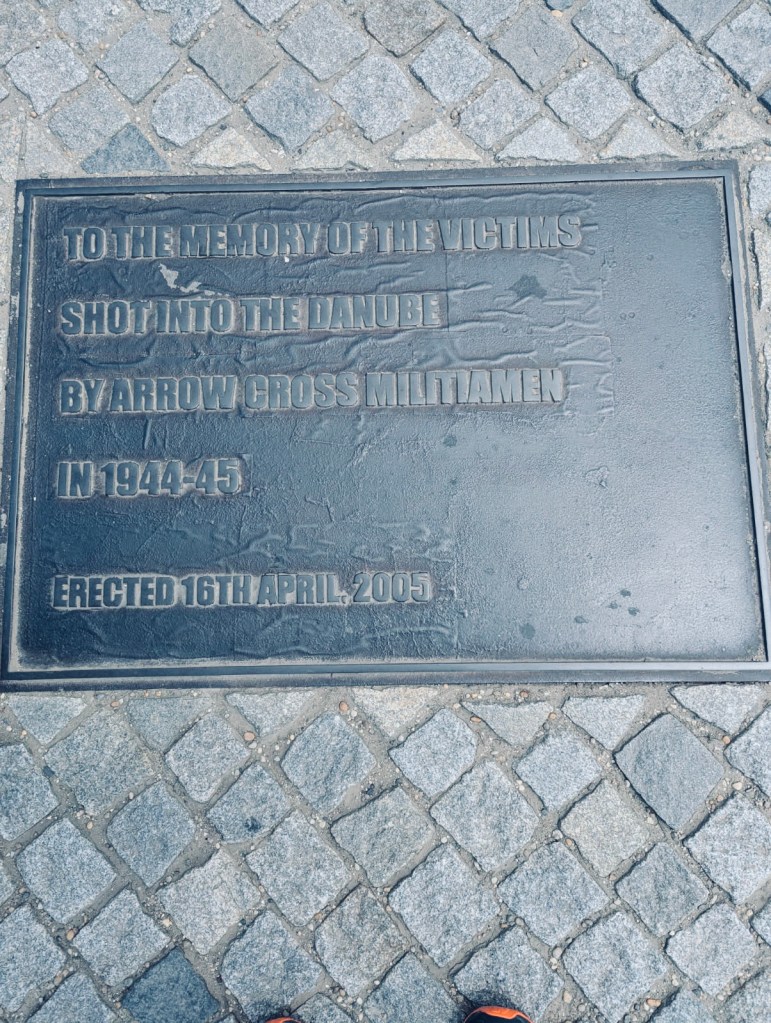 TO THE MEMORY OF THE VICTIMS
SHOT INTO THE DANUBE
BY ARROW CROSS MILITIAMEN
IN 1944-45
ERECTED 16TH APRIL, 2005